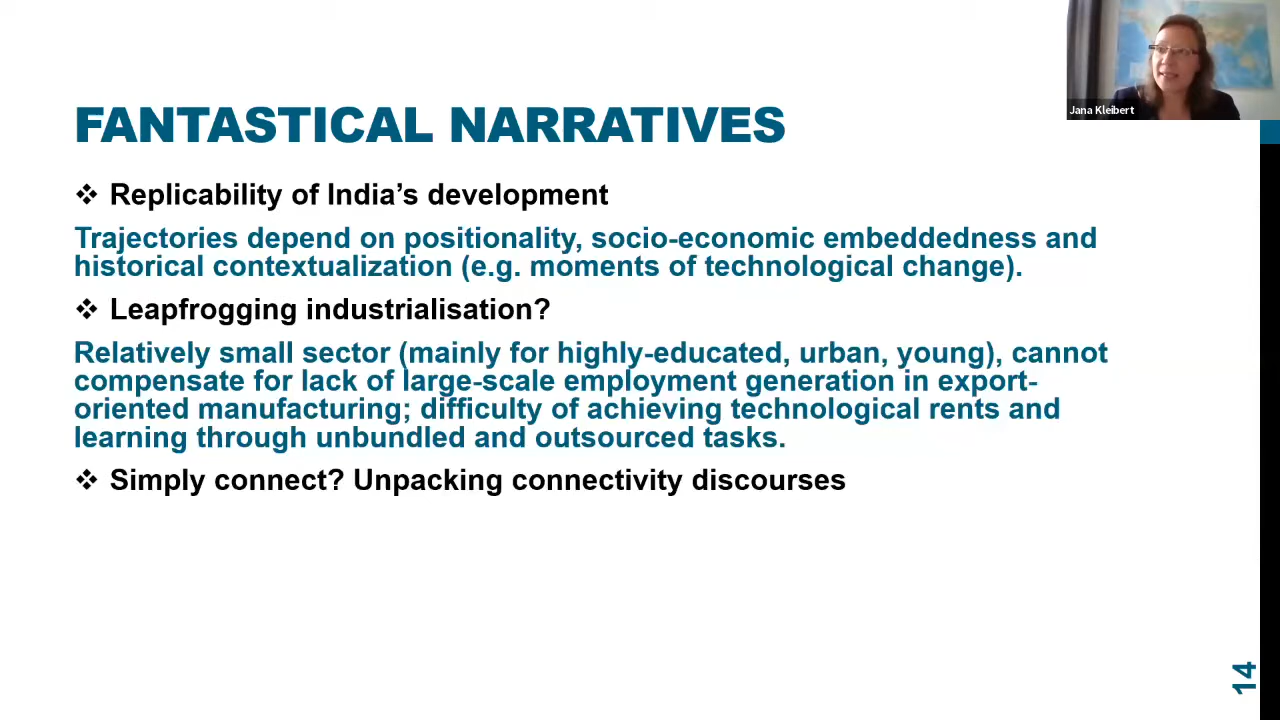 Jana Kleibert
FANTASTICAL NARRATIVES
❖ Replicability of India’s development
Trajectories depend on positionality, socio-economic embeddedness and
historical contextualization (e.g. moments of technological change).
❖ Leapfrogging industrialisation?
Relatively small sector (mainly for highly-educated, urban, young), cannot
compensate for lack of large-scale employment generation in export-
oriented manufacturing; difficulty of achieving technological rents and
learning through unbundled and outsourced tasks.
❖ Simply connect? Unpacking connectivity discourses
14